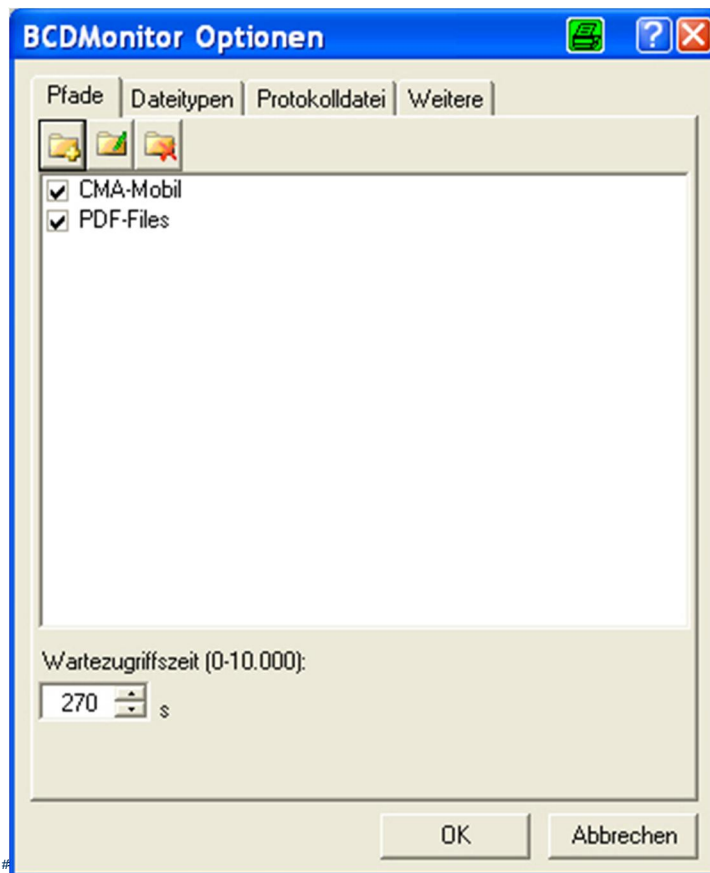 BCDMonitor Optionen
Pfade Dateitypen Protokolldatei Weitere
CMA-Mobil
PDF-Files
Wartezugriffszeit (0-10.000):
270 s
OK Abbrechen
#